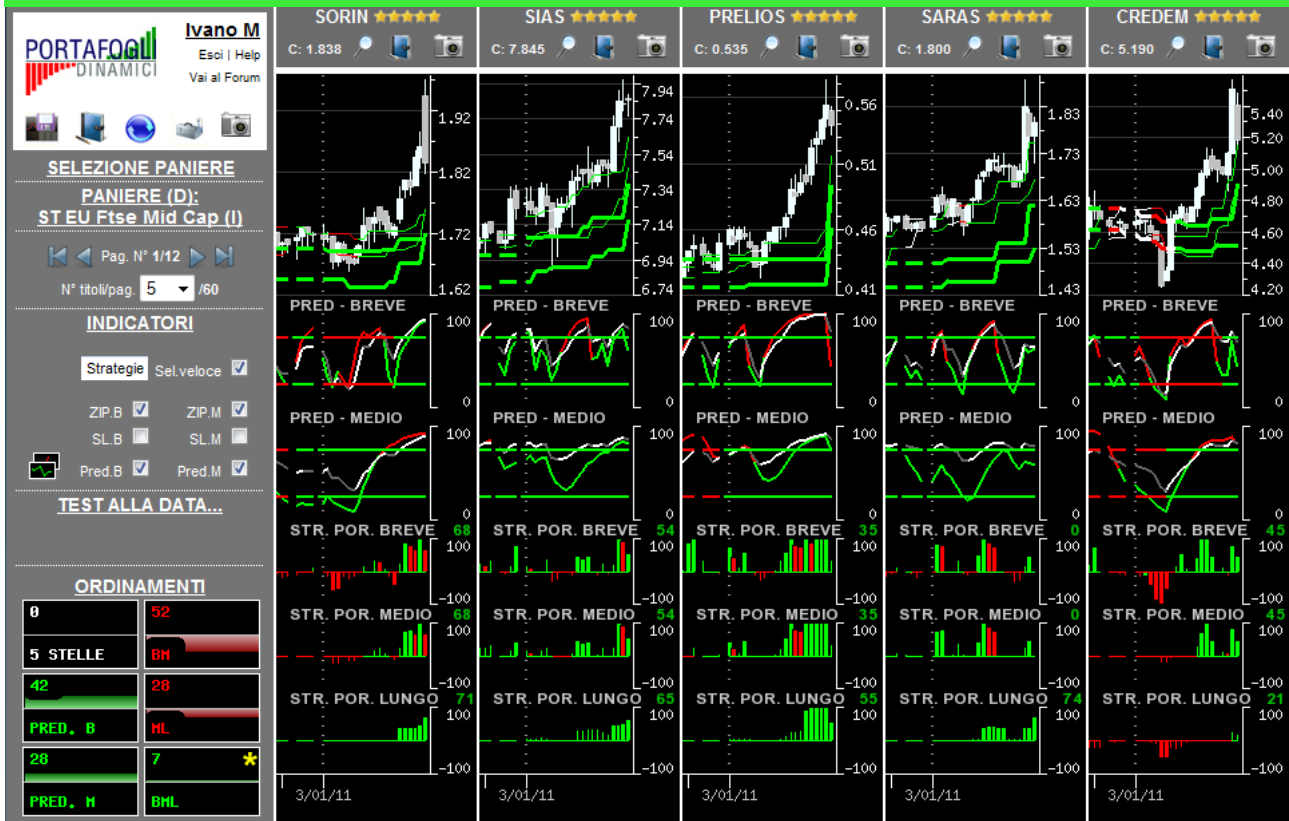 PORTAFOGLI
DINAMICI
Ivano M
Esci | Help
Vai al Forum
SELEZIONE PANIERE
PANIERE (D):
ST EU Ftse Mid Cap (I)
Pag. N° 1/12
N° titoli/pag. 5 /60
INDICATORI
Strategie Sel.veloce
ZIP.B ZIP.M
SL.B SL.M
Pred.B Pred.M
TEST ALLA DATA...
ORDINAMENTI
0 52
5 STELLE BM
42 28
PRED. B ML
28 7 *
PRED. M BML
SORIN
C: 1.838
1.92
1.82
1.72
1.62
PRED - BREVE
100
0
PRED - MEDIO
100
0
STR. POR. BREVE 68
100
-100
STR. POR. MEDIO 68
100
-100
STR. POR. LUNGO 71
100
-100
3/01/11
SIAS
C: 7.845
7.94
7.74
7.54
7.34
7.14
6.94
6.74
PRED - BREVE
100
0
PRED - MEDIO
100
0
STR. POR. BREVE 54
100
-100
STR. POR. MEDIO 54
100
-100
STR. POR. LUNGO 65
100
-100
3/01/11
PRELIOS
C: 0.535
0.56
0.51
0.46
0.41
PRED - BREVE
100
0
PRED - MEDIO
100
0
STR. POR. BREVE 35
100
-100
STR. POR. MEDIO 35
100
-100
STR. POR. LUNGO 55
100
-100
3/01/11
SARAS
C: 1.800
1.83
1.73
1.63
1.53
1.43
PRED - BREVE
100
0
PRED - MEDIO
100
0
STR. POR. BREVE 0
100
-100
STR. POR. MEDIO 0
100
-100
STR. POR. LUNGO 74
100
-100
3/01/11
CREDEM
C: 5.190
5.40
5.20
5.00
4.80
4.60
4.40
4.20
PRED - BREVE
100
0
PRED - MEDIO
100
0
STR. POR. BREVE 45
100
-100
STR. POR. MEDIO 45
100
-100
STR. POR. LUNGO 21
100
-100
3/01/11